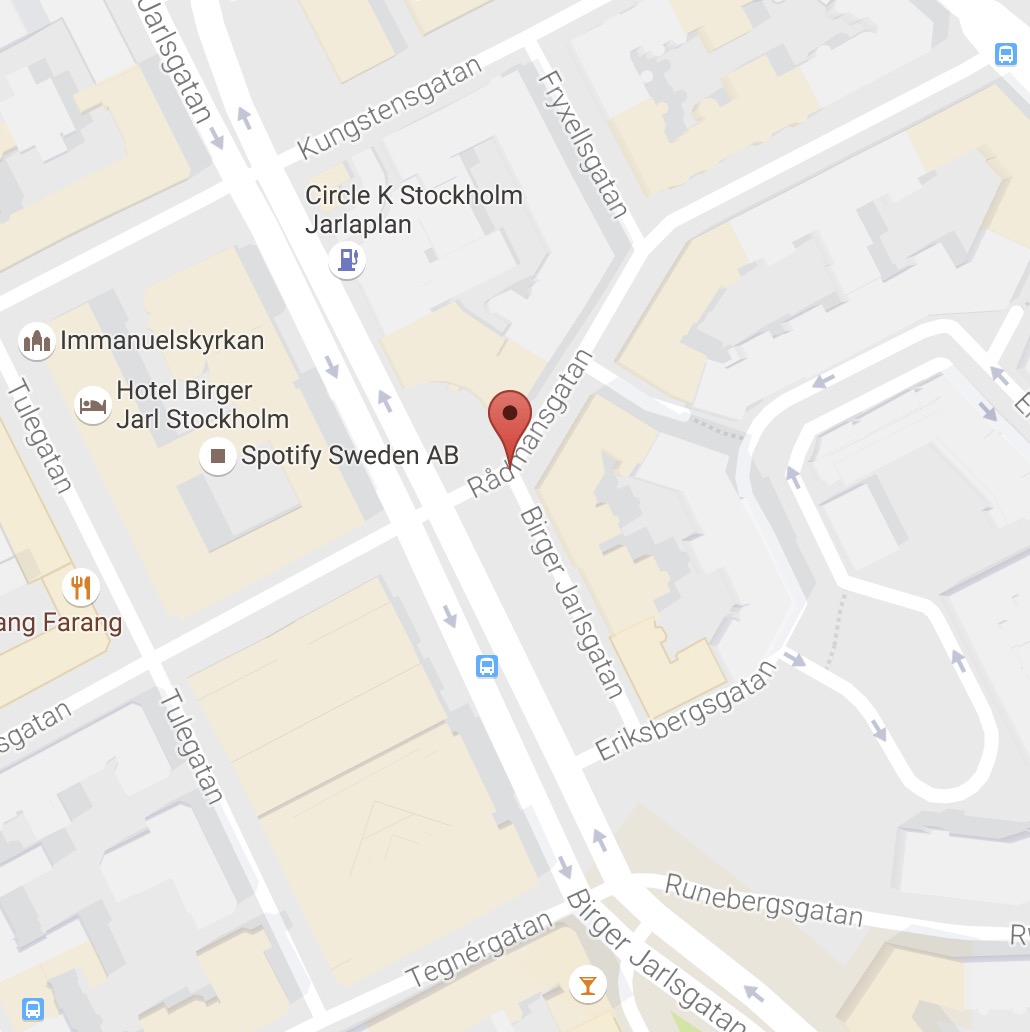 Jarlsgatan
Kungstensgatan
Fryxellsgatan
Circle K Stockholm
Jarlaplan
Immanuelskyrkan
Hotel Birger
Jarl Stockholm
Spotify Sweden AB
Rådmansgatan
Tulegatan
Birger Jarlsgatan
ang Farang
Eriksbergsgatan
sgatan
Tulegatan
Runebergsgatan
Tegnérgatan
Birger Jarlsgatan